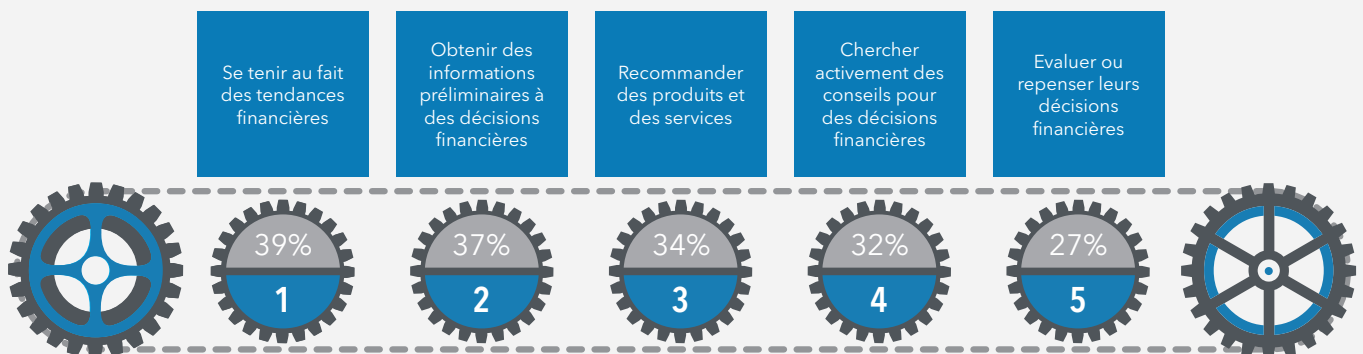 Se tenir au fait
des tendances
financières
Obtenir des
informations
préliminaires à
des décisions
financières
Recommander
des produits et
des services
Chercher
activement des
conseils pour
des décisions
financières
Evaluer ou
repenser leurs
décisions
financières
39%
1
37%
2
34%
3
32%
4
27%
5